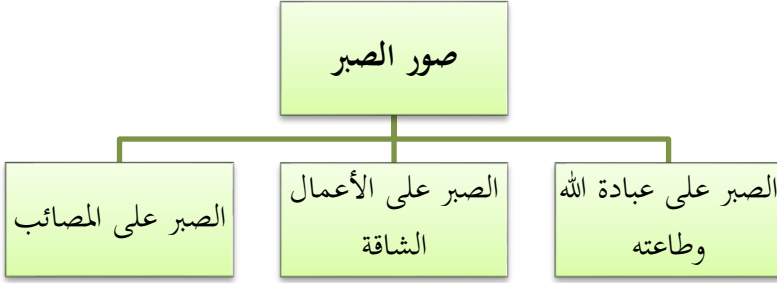 صور الصبر
الصبر على عبادة الله
وطاعته
الصبر على الأعمال
الشاقة
الصبر على المصائب